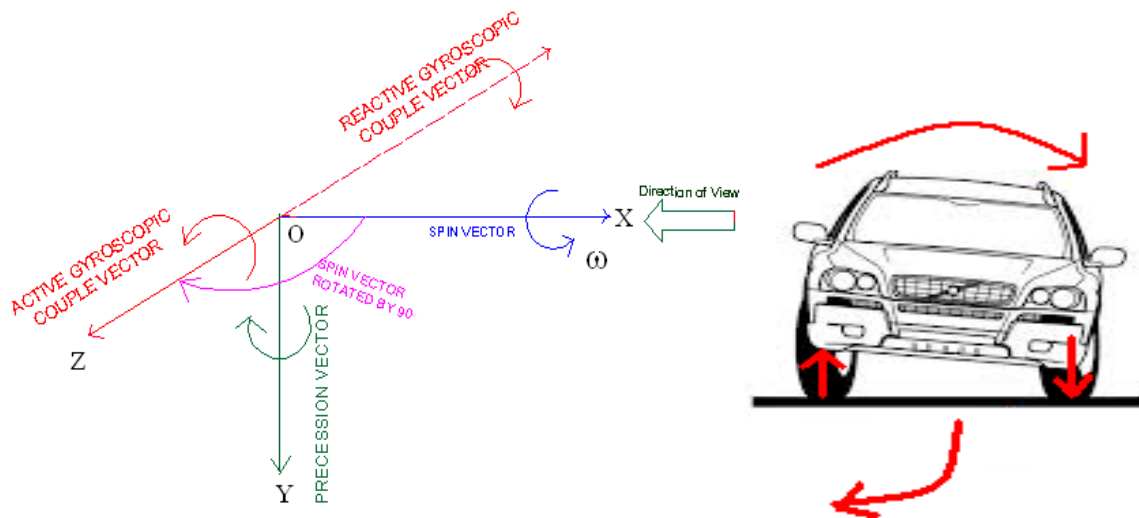 REACTIVE GYROSCOPIC
COUPLE VECTOR
Direction of View
X
O
SPIN VECTOR
ω
ACTIVE GYROSCOPIC
COUPLE VECTOR
SPIN VECTOR
ROTATED BY 90
Z
PRECESSION VECTOR
Y